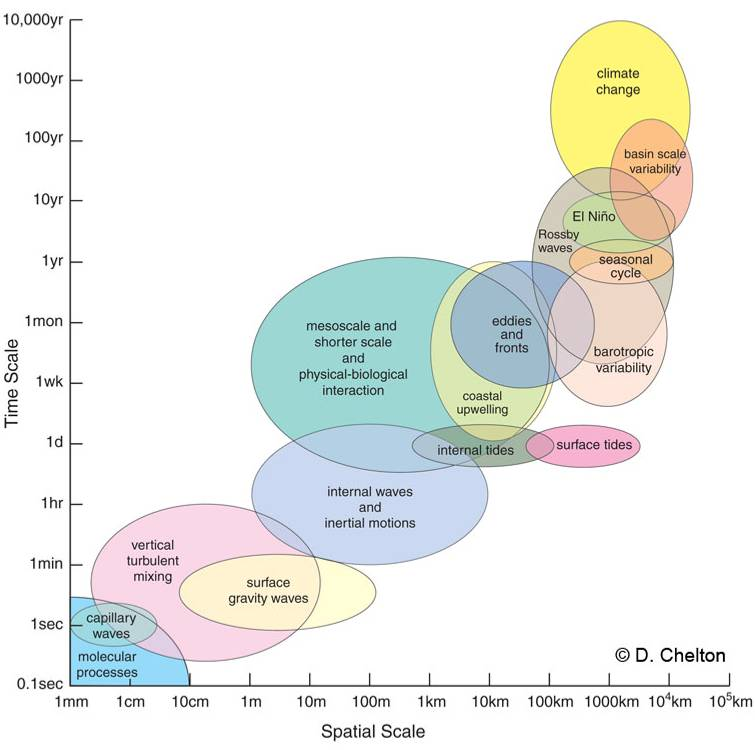 10,000yr
1000yr
100yr
10yr
1yr
1mon
1wk
1d
1hr
1min
1sec
0.1sec
Time Scale
climate
change
basin scale
variability
El Niño
Rossby
waves
seasonal
cycle
mesoscale and
shorter scale
and
physical-biological
interaction
eddies
and
fronts
barotropic
variability
coastal
upwelling
internal tides
surface tides
internal waves
and
inertial motions
vertical
turbulent
mixing
surface
gravity waves
capillary
waves
molecular
processes
© D. Chelton
1mm 1cm 10cm 1m 10m 100m 1km 10km 100km 1000km 10⁴km 10⁵km
Spatial Scale